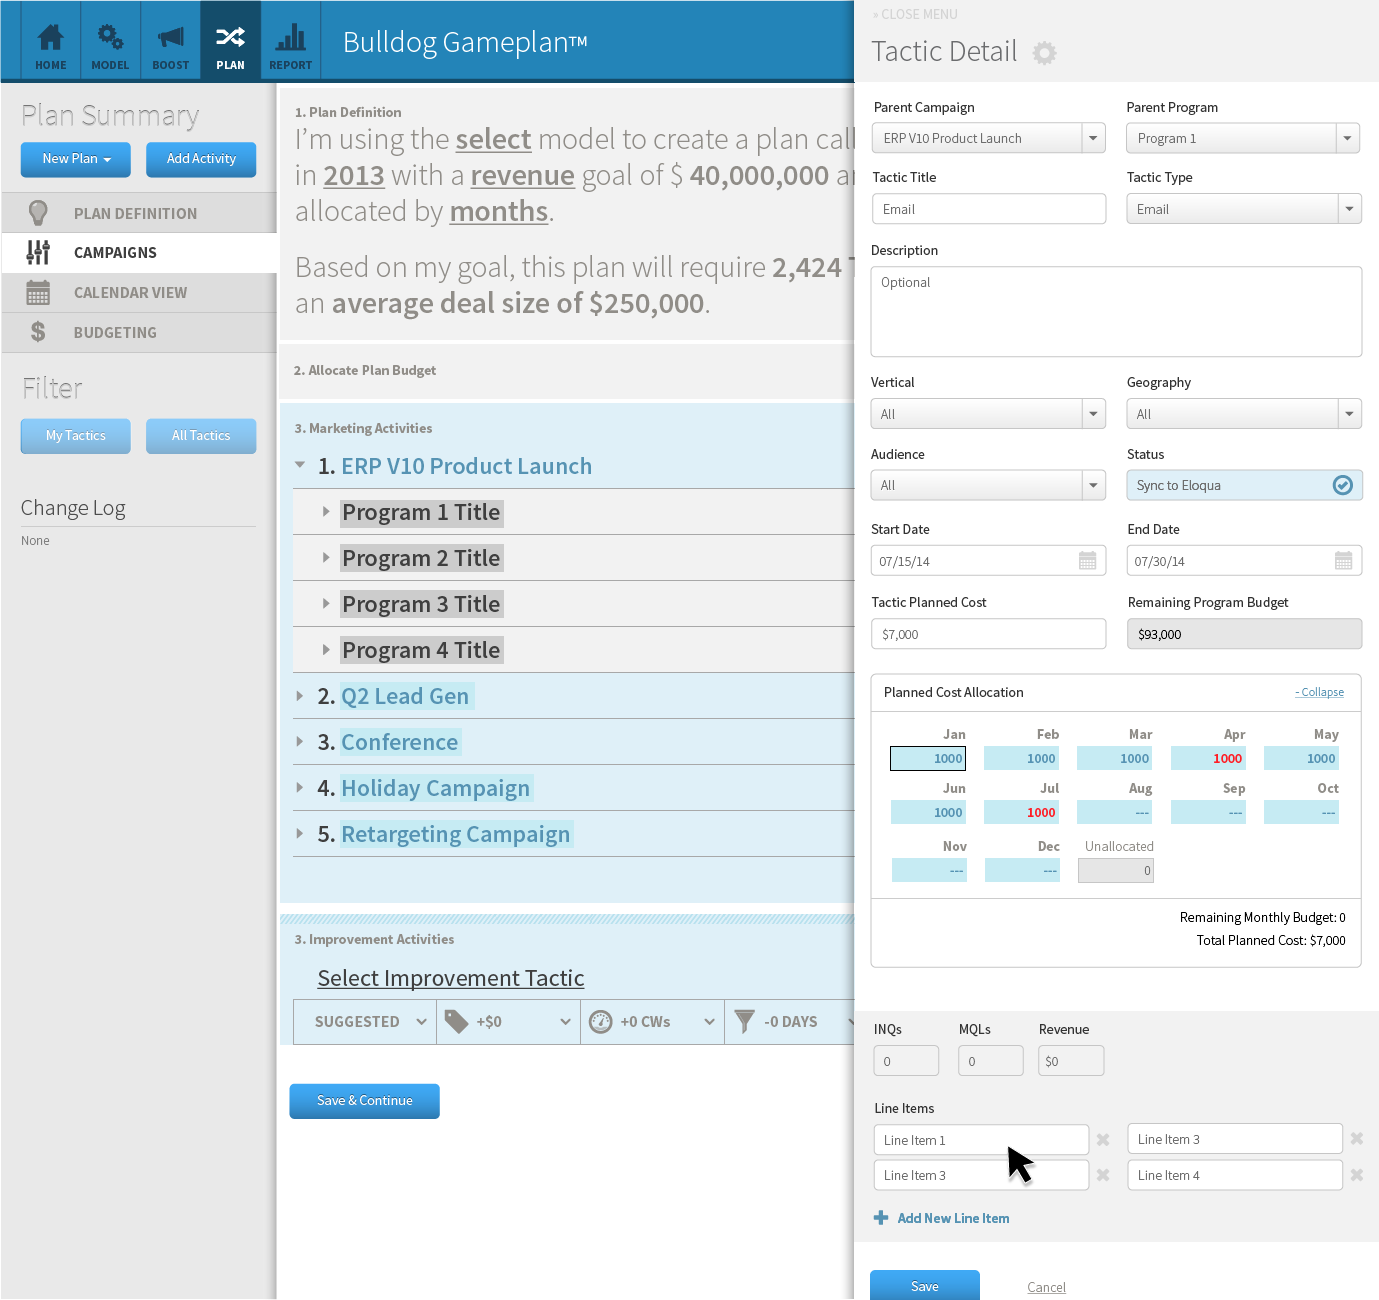 HOME
MODEL
BOOST
PLAN
REPORT
Bulldog Gameplan™
Plan Summary
New Plan
Add Activity
PLAN DEFINITION
CAMPAIGNS
CALENDAR VIEW
BUDGETING
Filter
My Tactics
All Tactics
Change Log
None
1. Plan Definition
I'm using the select model to create a plan call
in 2013 with a revenue goal of $ 40,000,000 an
allocated by months.
Based on my goal, this plan will require 2,424 T
an average deal size of $250,000.
2. Allocate Plan Budget
3. Marketing Activities
1. ERP V10 Product Launch
Program 1 Title
Program 2 Title
Program 3 Title
Program 4 Title
2. Q2 Lead Gen
3. Conference
4. Holiday Campaign
5. Retargeting Campaign
3. Improvement Activities
Select Improvement Tactic
SUGGESTED
+$0
+0 CWs
-0 DAYS
Save & Continue
» CLOSE MENU
Tactic Detail
Parent Campaign
Parent Program
ERP V10 Product Launch
Program 1
Tactic Title
Tactic Type
Email
Email
Description
Optional
Vertical
Geography
All
All
Audience
Status
All
Sync to Eloqua
Start Date
End Date
07/15/14
07/30/14
Tactic Planned Cost
Remaining Program Budget
$7,000
$93,000
Planned Cost Allocation
- Collapse
Jan Feb Mar Apr May
1000 1000 1000 1000 1000
Jun Jul Aug Sep Oct
1000 1000 --- --- ---
Nov Dec Unallocated
--- --- 0
Remaining Monthly Budget: 0
Total Planned Cost: $7,000
INQs MQLs Revenue
0 0 $0
Line Items
Line Item 1
Line Item 3
Line Item 3
Line Item 4
Add New Line Item
Save
Cancel